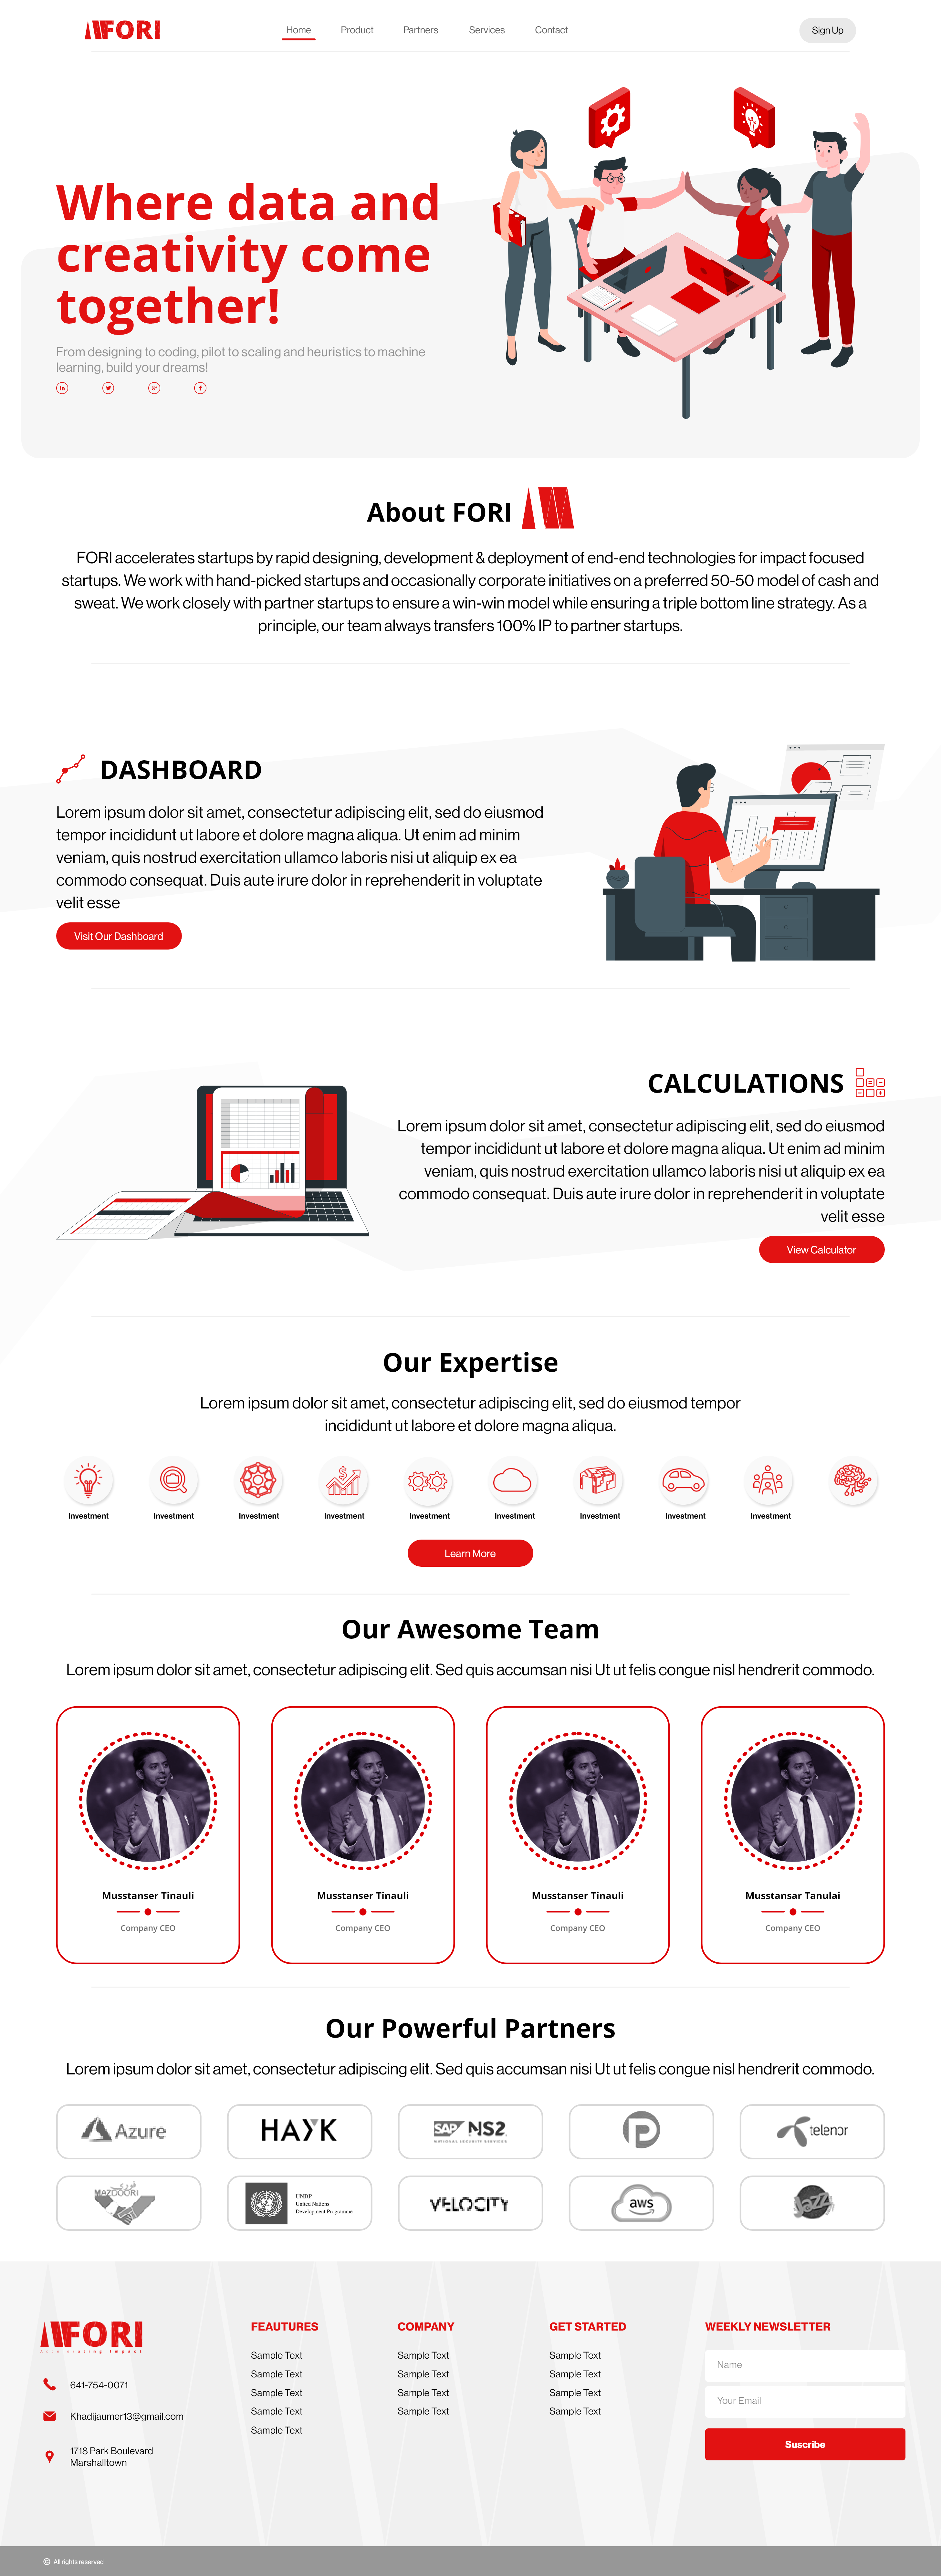 FORI
Home
Product
Partners
Services
Contact
Sign Up
Where data and
creativity come
together!
From designing to coding, pilot to scaling and heuristics to machine
learning, build your dreams!
About FORI
FORI accelerates startups by rapid designing, development & deployment of end-end technologies for impact focused
startups. We work with hand-picked startups and occasionally corporate initiatives on a preferred 50-50 model of cash and
sweat. We work closely with partner startups to ensure a win-win model while ensuring a triple bottom line strategy. As a
principle, our team always transfers 100% IP to partner startups.
DASHBOARD
Lorem ipsum dolor sit amet, consectetur adipiscing elit, sed do eiusmod
tempor incididunt ut labore et dolore magna aliqua. Ut enim ad minim
veniam, quis nostrud exercitation ullamco laboris nisi ut aliquip ex ea
commodo consequat. Duis aute irure dolor in reprehenderit in voluptate
velit esse
Visit Our Dashboard
CALCULATIONS
Lorem ipsum dolor sit amet, consectetur adipiscing elit, sed do eiusmod
tempor incididunt ut labore et dolore magna aliqua. Ut enim ad minim
veniam, quis nostrud exercitation ullamco laboris nisi ut aliquip ex ea
commodo consequat. Duis aute irure dolor in reprehenderit in voluptate
velit esse
View Calculator
Our Expertise
Lorem ipsum dolor sit amet, consectetur adipiscing elit, sed do eiusmod tempor
incididunt ut labore et dolore magna aliqua.
Investment
Investment
Investment
Investment
Investment
Investment
Investment
Investment
Investment
Learn More
Our Awesome Team
Lorem ipsum dolor sit amet, consectetur adipiscing elit. Sed quis accumsan nisi Ut ut felis congue nisl hendrerit commodo.
Musstanser Tinauli
Company CEO
Musstanser Tinauli
Company CEO
Musstanser Tinauli
Company CEO
Musstansar Tanulai
Company CEO
Our Powerful Partners
Lorem ipsum dolor sit amet, consectetur adipiscing elit. Sed quis accumsan nisi Ut ut felis congue nisl hendrerit commodo.
Azure
HAYK
SAP NS2
NATIONAL SECURITY SERVICES
telenor
MAZDOORI
UNDP
United Nations
Development Programme
VELOCITY
aws
Jazz
FORI
Accelerating Impact
641-754-0071
Khadijaumer13@gmail.com
1718 Park Boulevard
Marshalltown
FEAUTURES
Sample Text
Sample Text
Sample Text
Sample Text
Sample Text
COMPANY
Sample Text
Sample Text
Sample Text
Sample Text
GET STARTED
Sample Text
Sample Text
Sample Text
Sample Text
WEEKLY NEWSLETTER
Name
Your Email
Suscribe
© All rights reserved